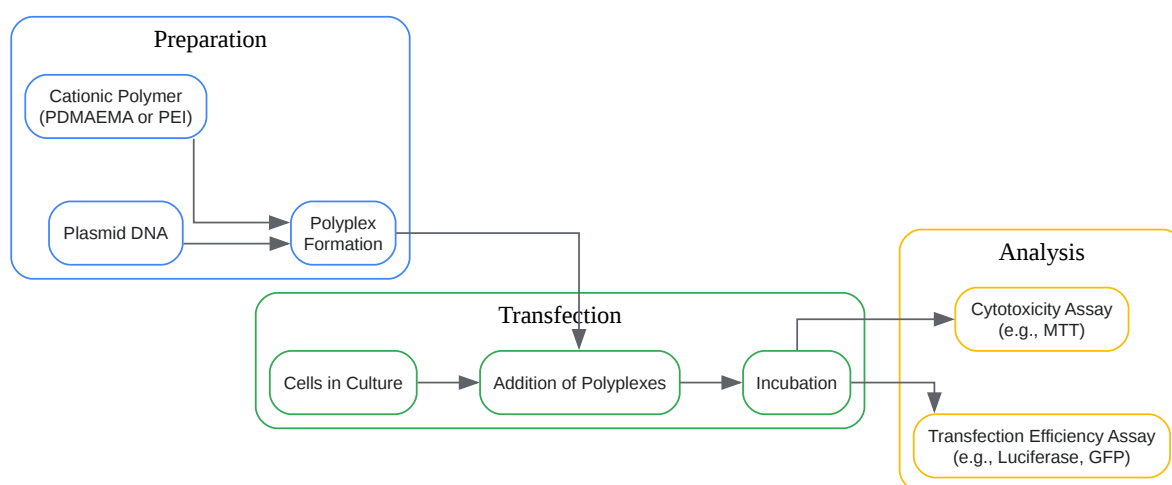 Preparation
Cationic Polymer
(PDMAEMA or PEI)
Plasmid DNA
Polyplex
Formation
Transfection
Cells in Culture
Addition of Polyplexes
Incubation
Analysis
Cytotoxicity Assay
(e.g., MTT)
Transfection Efficiency Assay
(e.g., Luciferase, GFP)